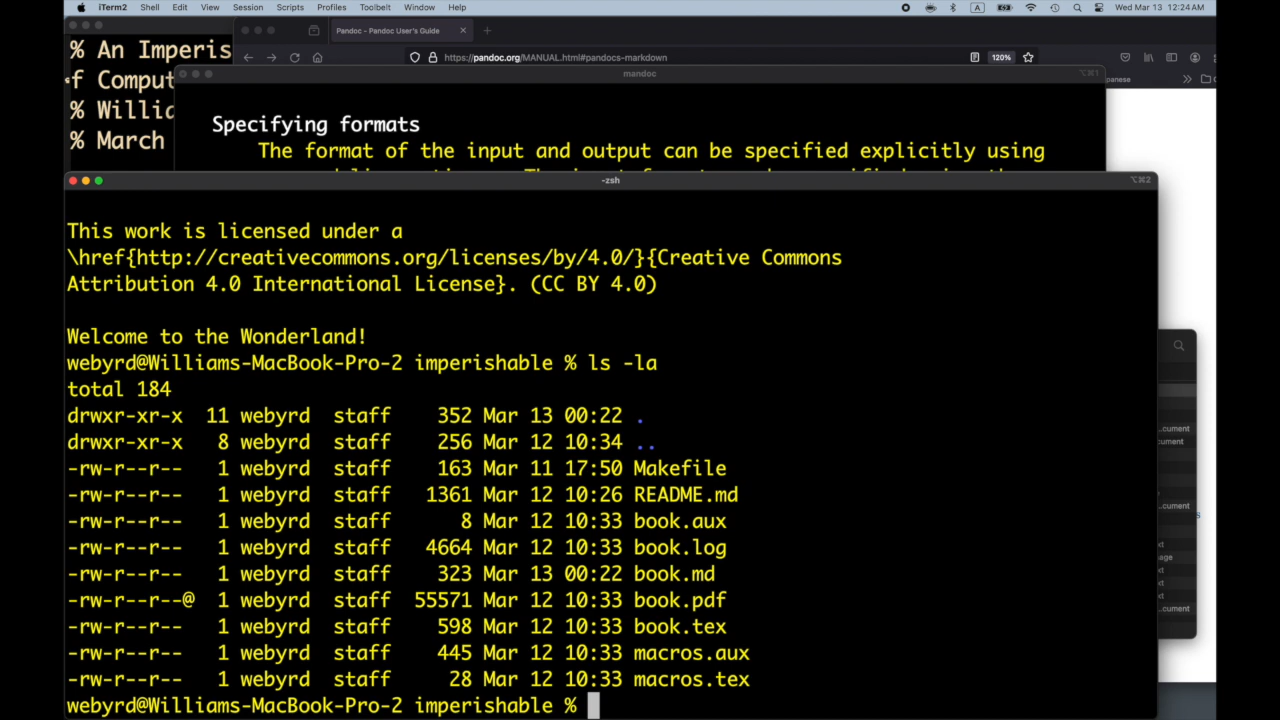 iTerm2 Shell Edit View Session Scripts Profiles Toolbelt Window Help Wed Mar 13 12:24 AM
Pandoc - Pandoc User's Guide
https://pandoc.org/MANUAL.html#pandocs-markdown 120%
% An Imperis
f Comput
% Willia
% March
mandoc ⌥⌘1
Specifying formats
The format of the input and output can be specified explicitly using
-zsh ⌥⌘2
This work is licensed under a
\href{http://creativecommons.org/licenses/by/4.0/}{Creative Commons
Attribution 4.0 International License}. (CC BY 4.0)
Welcome to the Wonderland!
webyrd@Williams-MacBook-Pro-2 imperishable % ls -la
total 184
drwxr-xr-x 11 webyrd staff 352 Mar 13 00:22 .
drwxr-xr-x 8 webyrd staff 256 Mar 12 10:34 ..
-rw-r--r-- 1 webyrd staff 163 Mar 11 17:50 Makefile
-rw-r--r-- 1 webyrd staff 1361 Mar 12 10:26 README.md
-rw-r--r-- 1 webyrd staff 8 Mar 12 10:33 book.aux
-rw-r--r-- 1 webyrd staff 4664 Mar 12 10:33 book.log
-rw-r--r-- 1 webyrd staff 323 Mar 13 00:22 book.md
-rw-r--r--@ 1 webyrd staff 55571 Mar 12 10:33 book.pdf
-rw-r--r-- 1 webyrd staff 598 Mar 12 10:33 book.tex
-rw-r--r-- 1 webyrd staff 445 Mar 12 10:33 macros.aux
-rw-r--r-- 1 webyrd staff 28 Mar 12 10:33 macros.tex
webyrd@Williams-MacBook-Pro-2 imperishable %